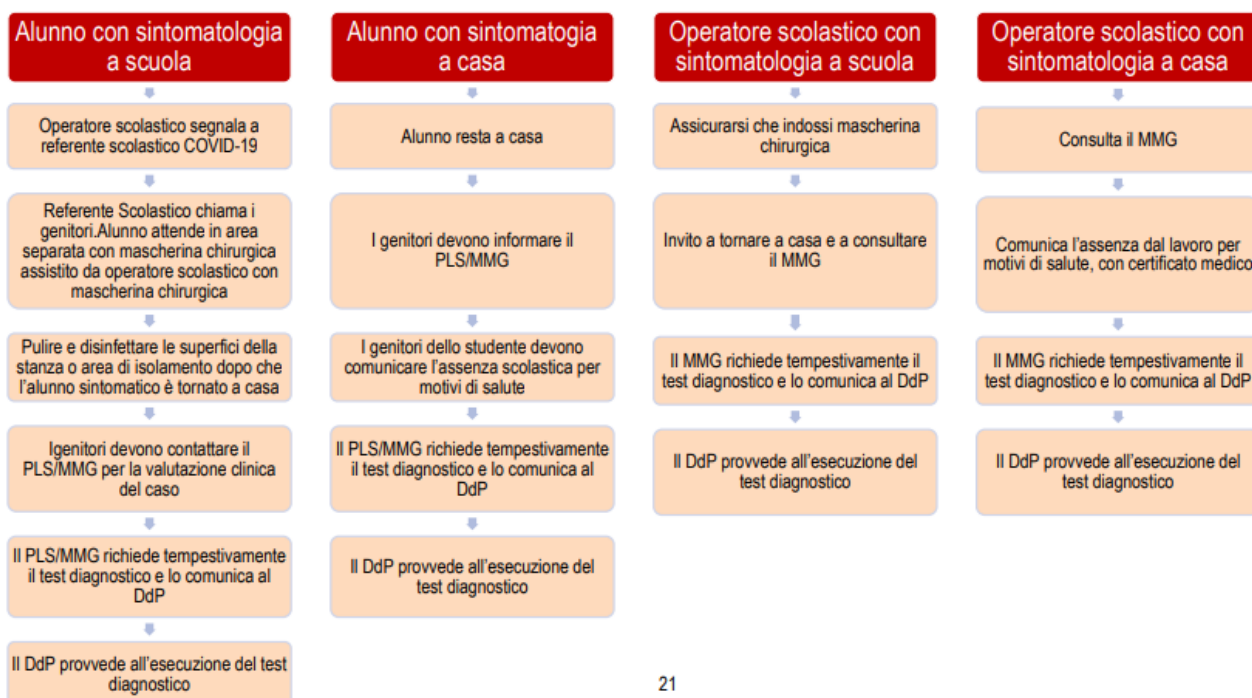 Alunno con sintomatologia
a scuola
Operatore scolastico segnala a
referente scolastico COVID-19
Referente Scolastico chiama i
genitori.Alunno attende in area
separata con mascherina chirurgica
assistito da operatore scolastico con
mascherina chirurgica
Pulire e disinfettare le superfici della
stanza o area di isolamento dopo che
l'alunno sintomatico è tornato a casa
Igenitori devono contattare il
PLS/MMG per la valutazione clinica
del caso
Il PLS/MMG richiede tempestivamente
il test diagnostico e lo comunica al
DdP
Il DdP provvede all'esecuzione del test
diagnostico
Alunno con sintomatogia
a casa
Alunno resta a casa
I genitori devono informare il
PLS/MMG
I genitori dello studente devono
comunicare l'assenza scolastica per
motivi di salute
Il PLS/MMG richiede tempestivamente
il test diagnostico e lo comunica al
DdP
Il DdP provvede all'esecuzione del
test diagnostico
Operatore scolastico con
sintomatologia a scuola
Assicurarsi che indossi mascherina
chirurgica
Invito a tornare a casa e a consultare
il MMG
Il MMG richiede tempestivamente il
test diagnostico e lo comunica al DdP
Il DdP provvede all'esecuzione del
test diagnostico
Operatore scolastico con
sintomatologia a casa
Consulta il MMG
Comunica l'assenza dal lavoro per
motivi di salute, con certificato medico
Il MMG richiede tempestivamente il
test diagnostico e lo comunica al DdP
Il DdP provvede all'esecuzione del
test diagnostico
21